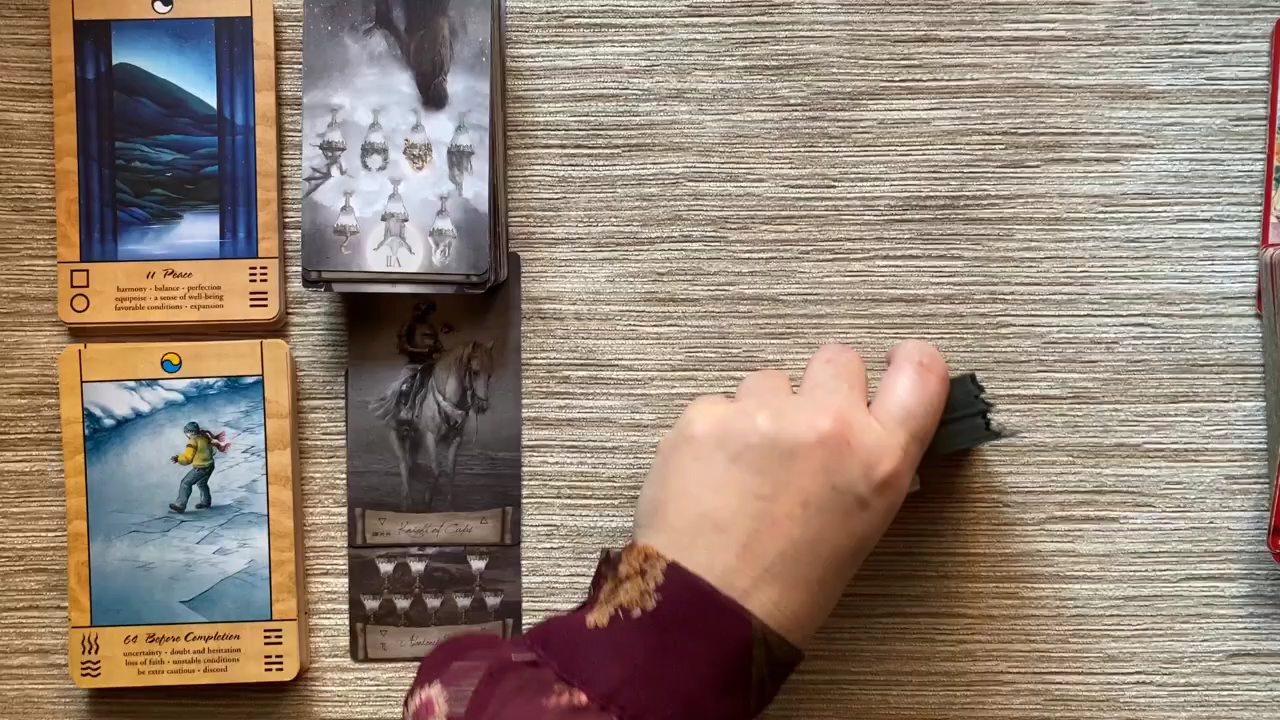 11 Peace
harmony • balance • perfection
equipoise • a sense of well-being
favorable conditions • expansion
64 Before Completion
uncertainty • doubt and hesitation
loss of faith • unstable conditions
be extra cautious • discord
VII
Knight of Cups